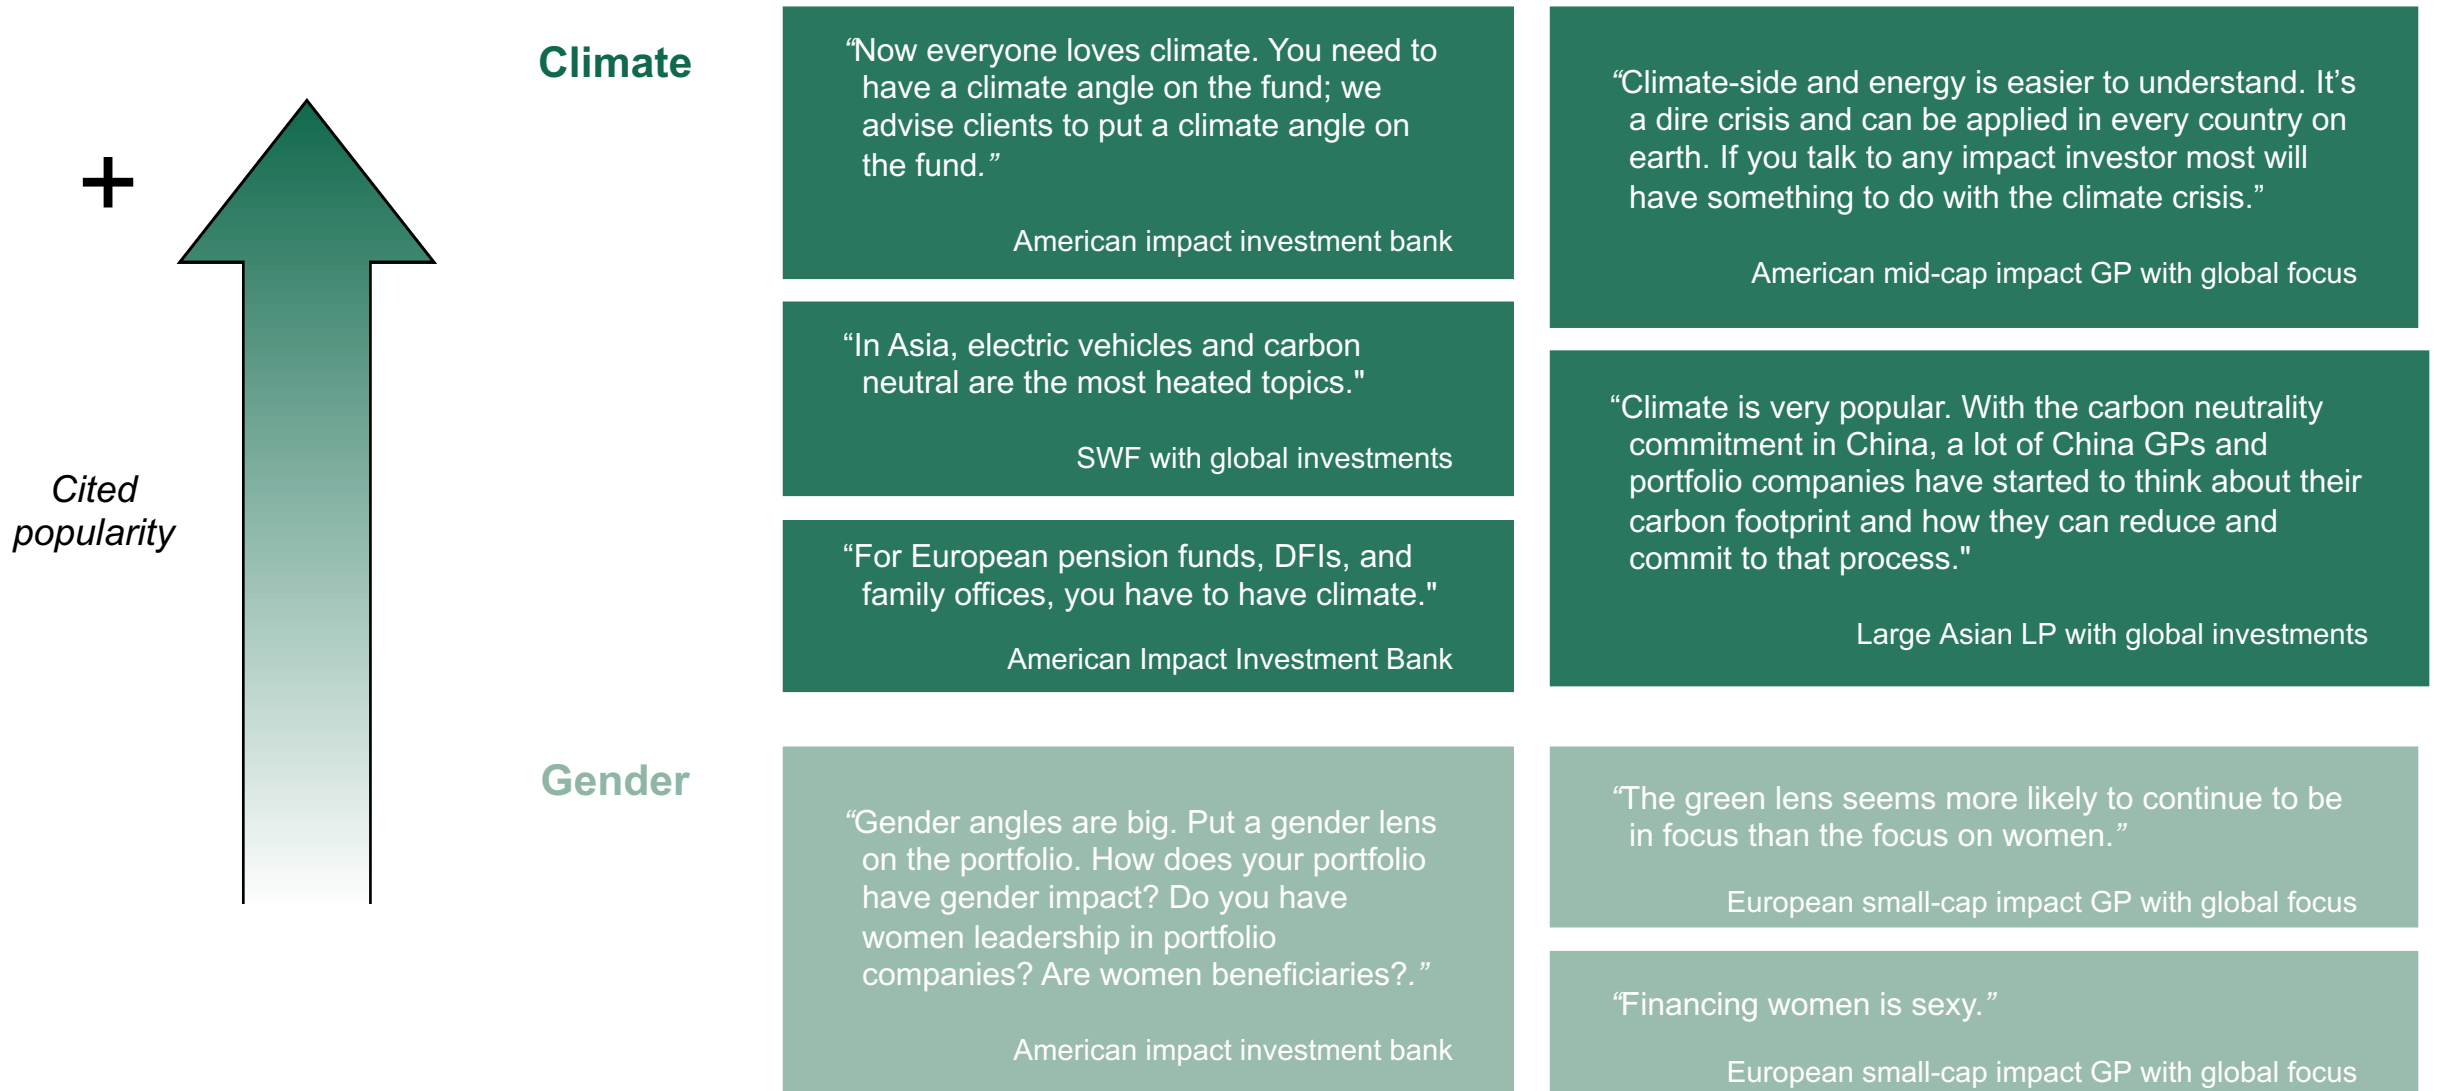 +
Cited
popularity
Climate
“Now everyone loves climate. You need to
have a climate angle on the fund; we
advise clients to put a climate angle on
the fund.”
American impact investment bank
“In Asia, electric vehicles and carbon
neutral are the most heated topics."
SWF with global investments
“For European pension funds, DFIs, and
family offices, you have to have climate."
American Impact Investment Bank
“Climate-side and energy is easier to understand. It’s
a dire crisis and can be applied in every country on
earth. If you talk to any impact investor most will
have something to do with the climate crisis.”
American mid-cap impact GP with global focus
“Climate is very popular. With the carbon neutrality
commitment in China, a lot of China GPs and
portfolio companies have started to think about their
carbon footprint and how they can reduce and
commit to that process."
Large Asian LP with global investments
Gender
“Gender angles are big. Put a gender lens
on the portfolio. How does your portfolio
have gender impact? Do you have
women leadership in portfolio
companies? Are women beneficiaries?.”
American impact investment bank
“The green lens seems more likely to continue to be
in focus than the focus on women.”
European small-cap impact GP with global focus
“Financing women is sexy.”
European small-cap impact GP with global focus